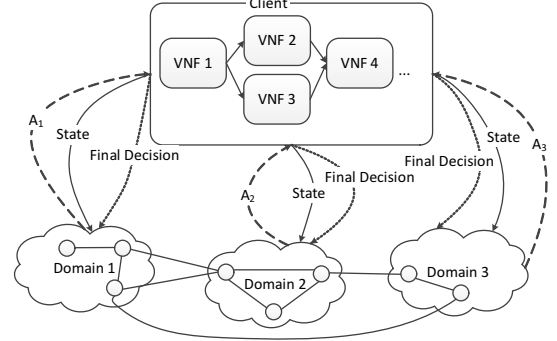 Client
VNF 1
VNF 2
VNF 3
VNF 4
...
A1
State
Final Decision
A2
State
Final Decision
Final Decision
State
A3
Domain 1
Domain 2
Domain 3